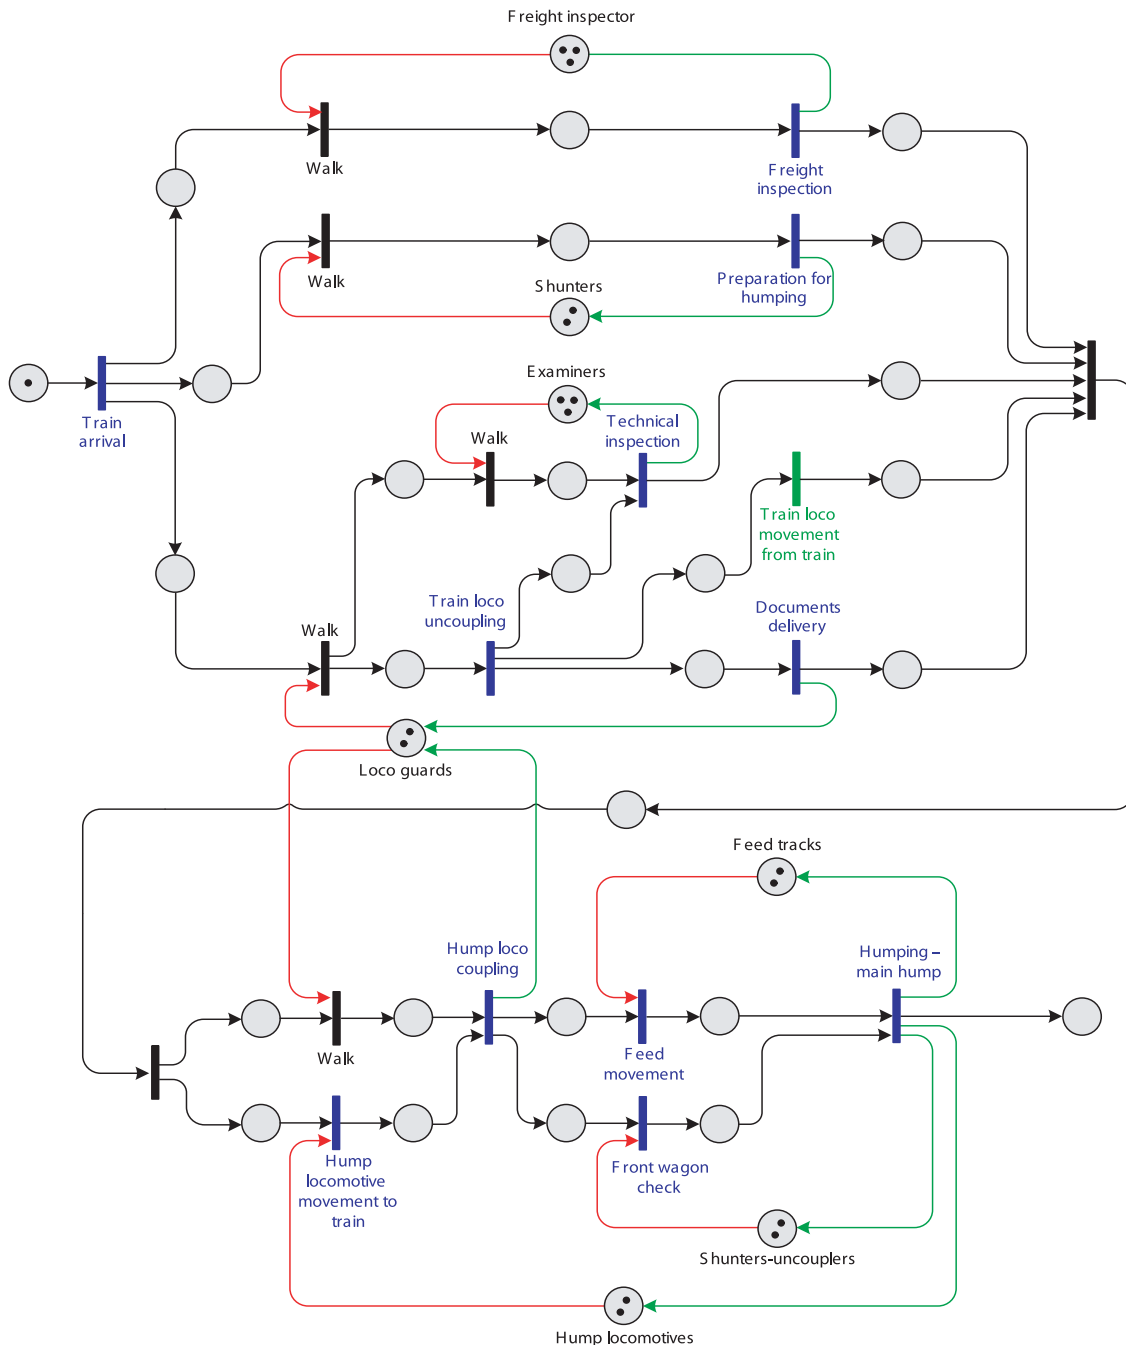 Freight inspector
Walk
Freight
inspection
Walk
Preparation for
humping
Shunters
Examiners
Train
arrival
Walk
Technical
inspection
Train loco
movement
from train
Train loco
uncoupling
Documents
delivery
Walk
Loco guards
Feed tracks
Hump loco
coupling
Humping –
main hump
Walk
Feed
movement
Hump
locomotive
movement to
train
Front wagon
check
Shunters-uncouplers
Hump locomotives